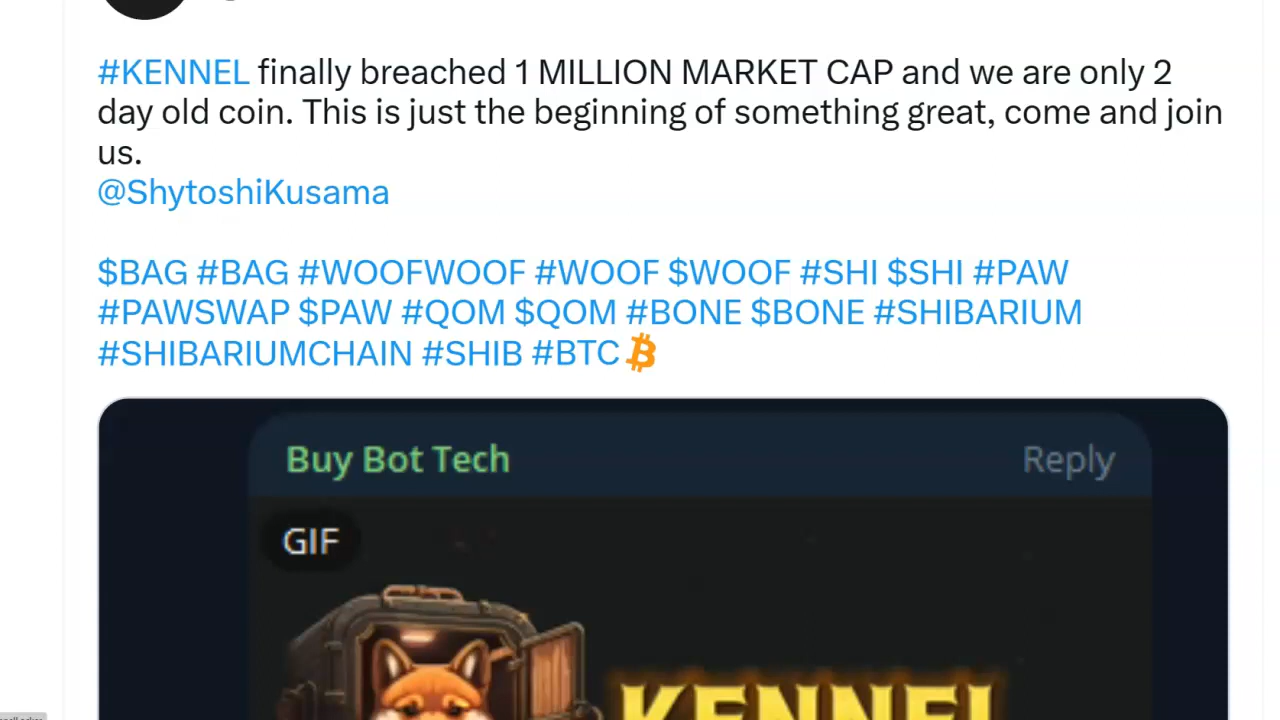 #KENNEL finally breached 1 MILLION MARKET CAP and we are only 2
day old coin. This is just the beginning of something great, come and join
us.
@ShytoshiKusama
$BAG #BAG #WOOFWOOF #WOOF $WOOF #SHI $SHI #PAW
#PAWSWAP $PAW #QOM $QOM #BONE $BONE #SHIBARIUM
#SHIBARIUMCHAIN #SHIB #BTC
Buy Bot Tech Reply
GIF
KENNEL